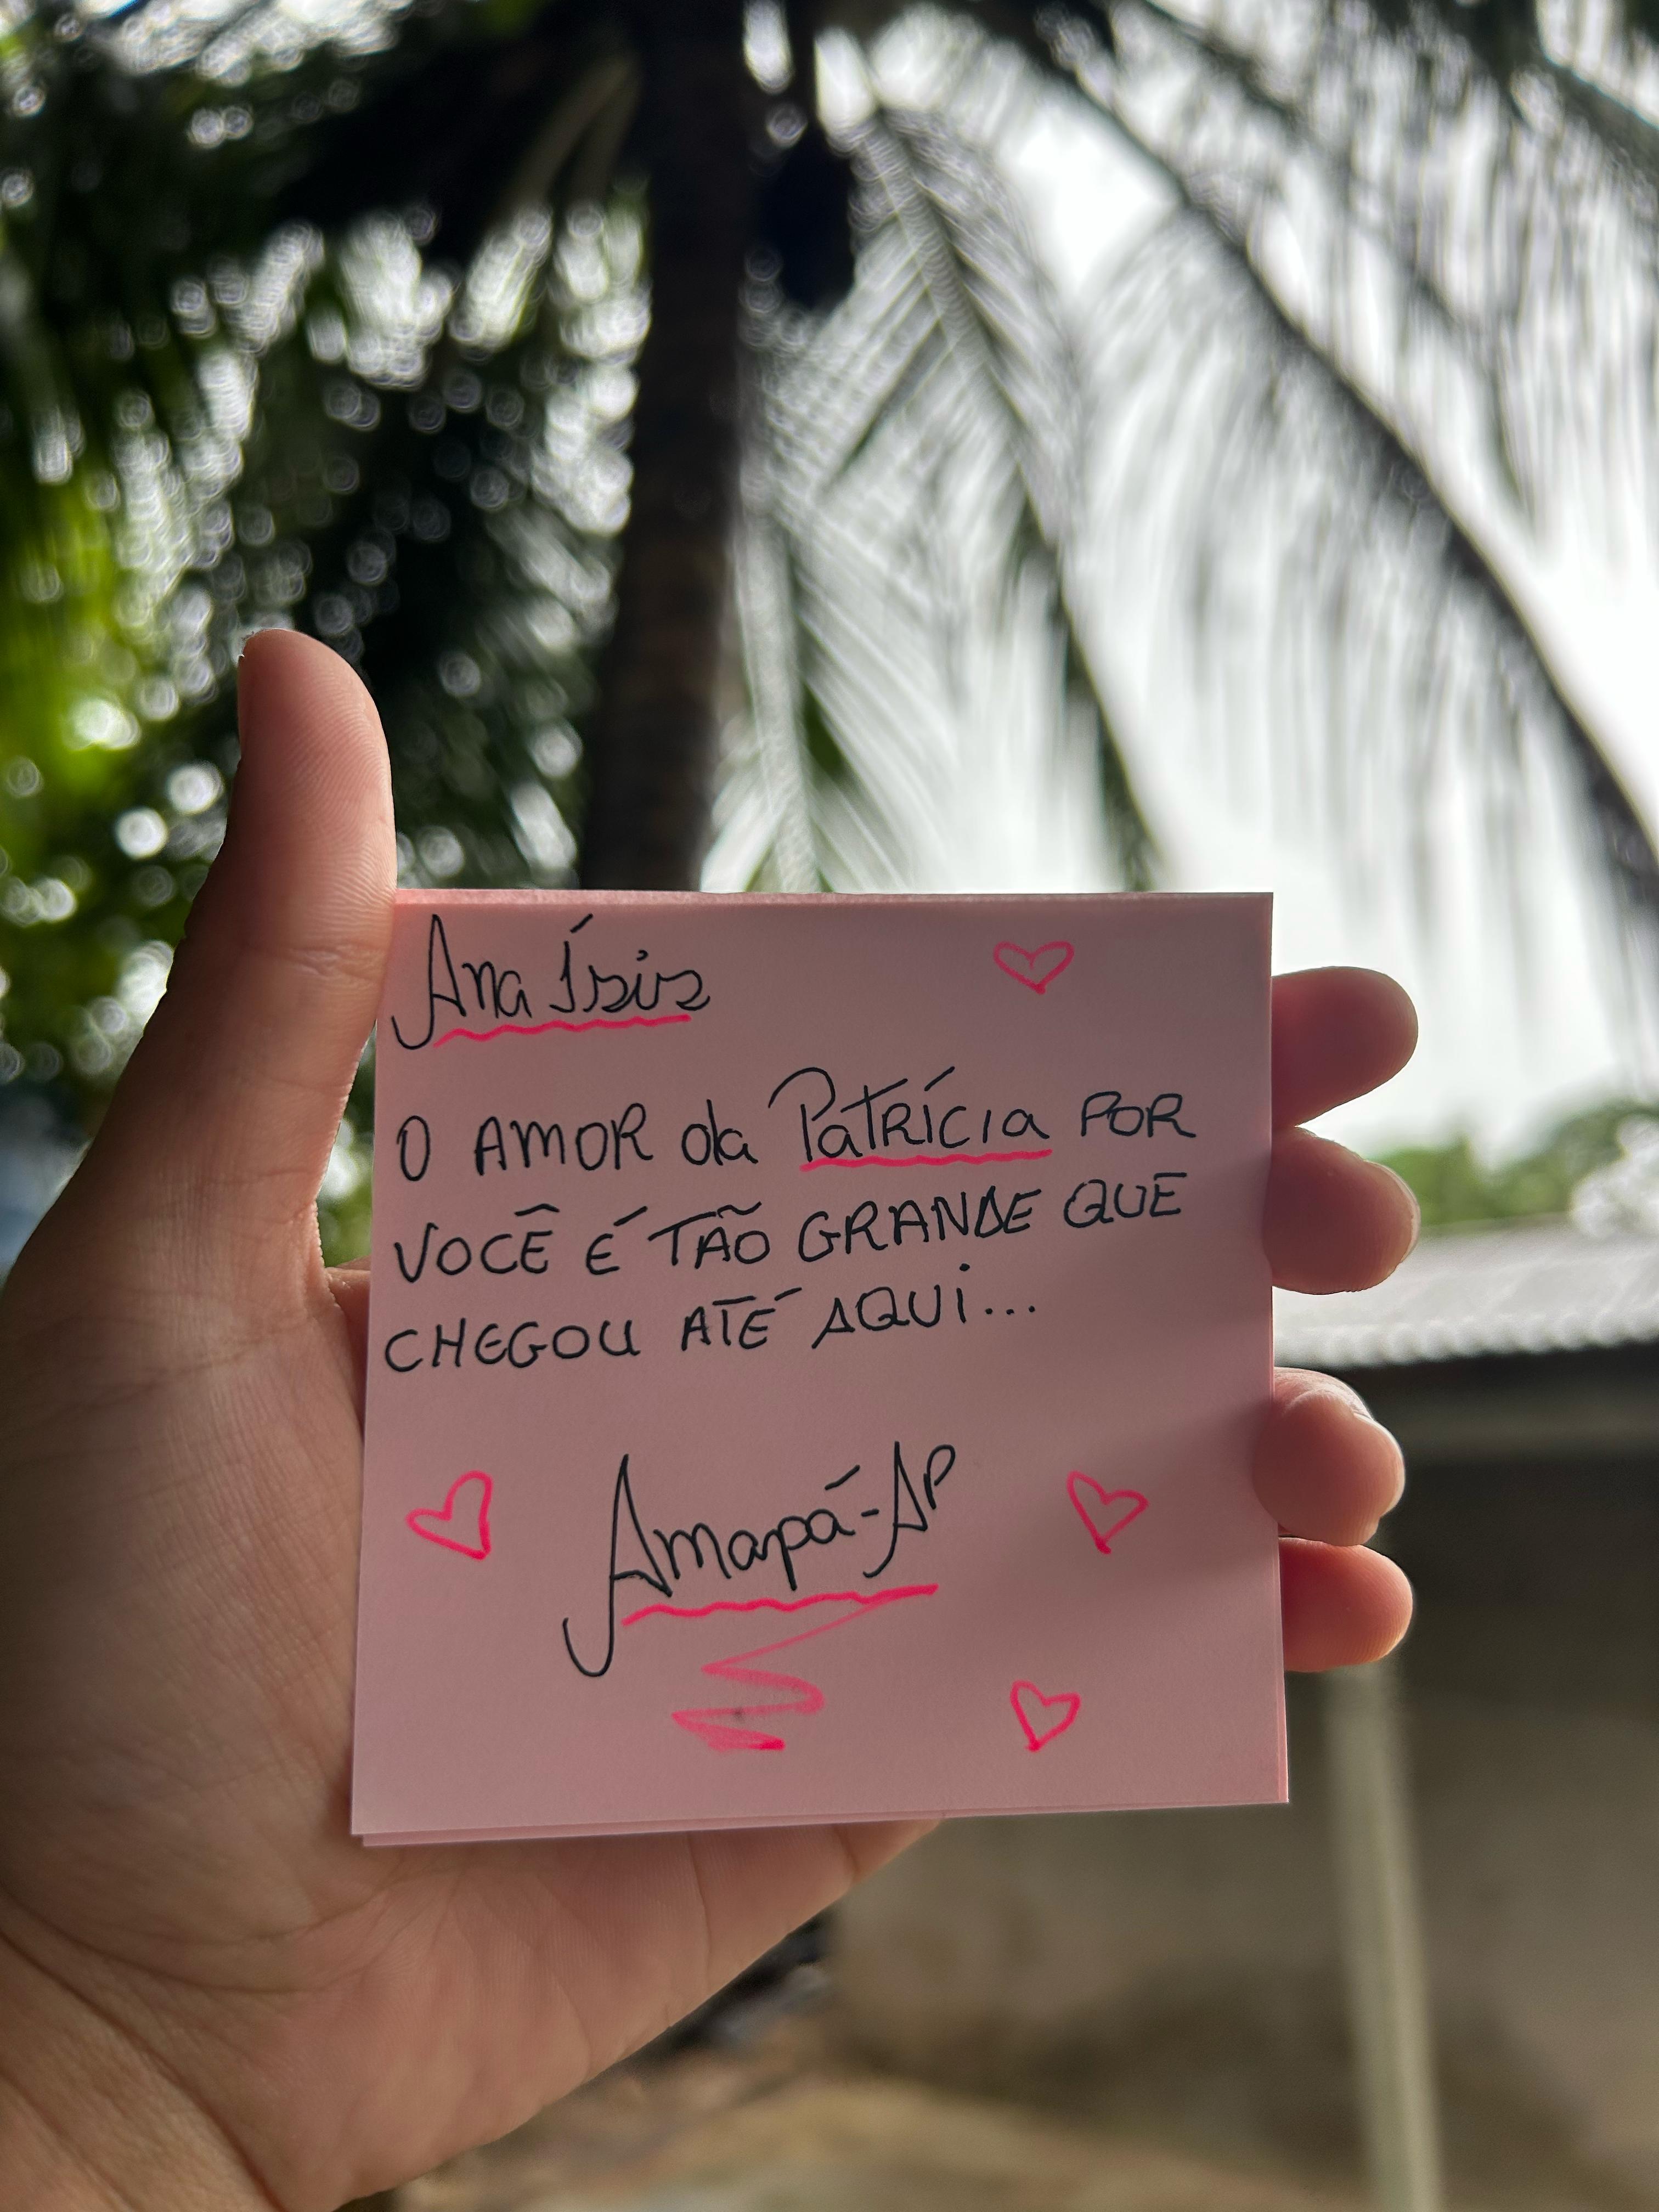 Ana Ísis
O AMOR da PatRÍcia POR
VOCÊ É TÃO GRANDE QUE
CHEGOU ATÉ AQUi...
Amapá-AP